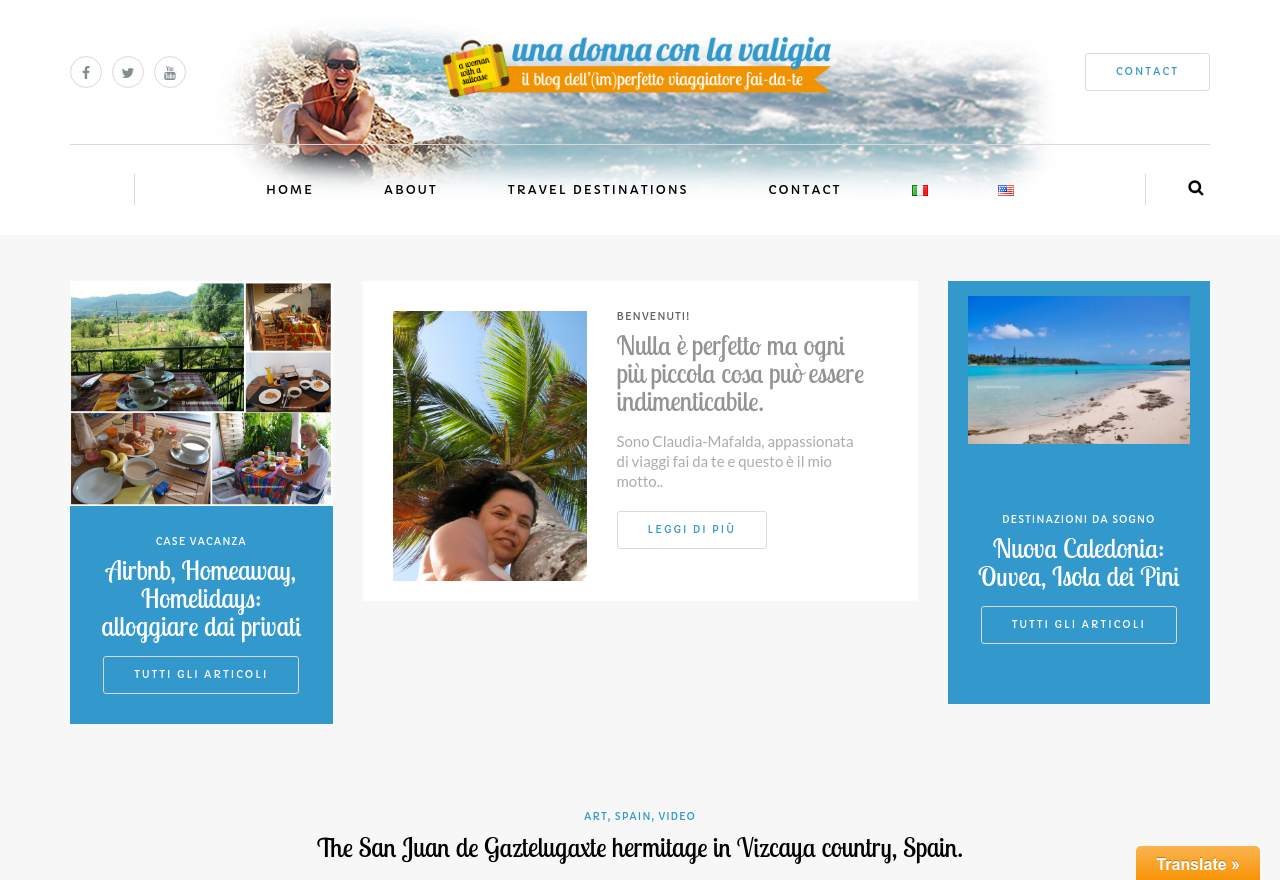 una donna con la valigia
a woman
with a
suitcase
il blog dell'(im)perfetto viaggiatore fai-da-te
CONTACT
HOME
ABOUT
TRAVEL DESTINATIONS
CONTACT
CASE VACANZA
Airbnb, Homeaway,
Homelidays:
alloggiare dai privati
TUTTI GLI ARTICOLI
BENVENUTI!
Nulla è perfetto ma ogni
più piccola cosa può essere
indimenticabile.
Sono Claudia-Mafalda, appassionata
di viaggi fai da te e questo è il mio
motto..
LEGGI DI PIÙ
DESTINAZIONI DA SOGNO
Nuova Caledonia:
Ouvea, Isola dei Pini
TUTTI GLI ARTICOLI
ART, SPAIN, VIDEO
The San Juan de Gaztelugaxte hermitage in Vizcaya country, Spain.
Translate »